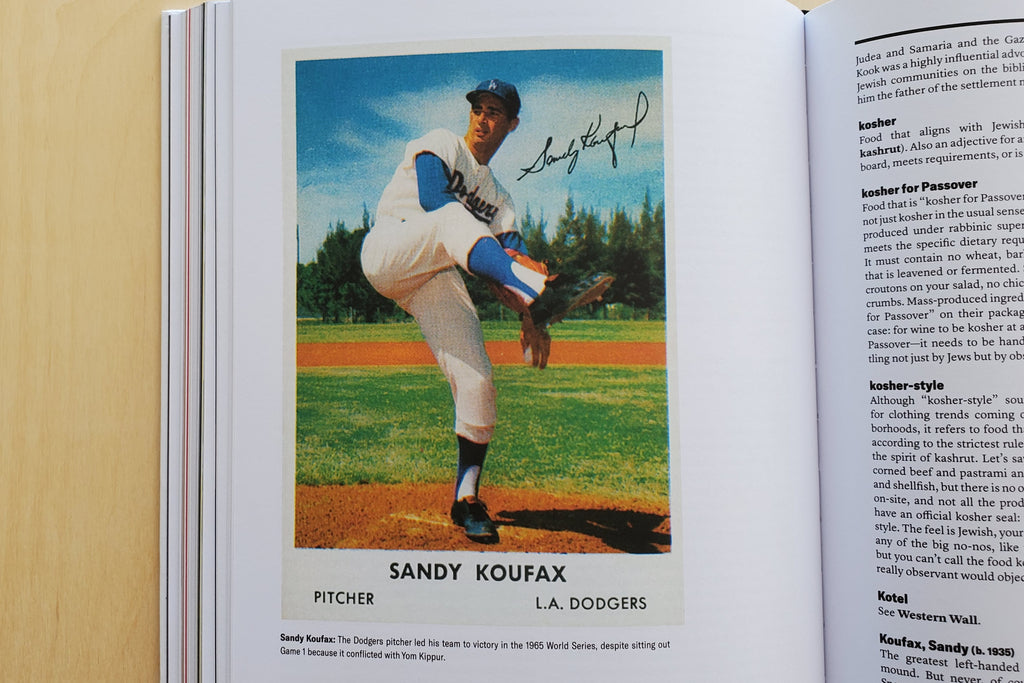 Dodgers
Sandy Koufax
SANDY KOUFAX
PITCHER
L.A. DODGERS
Sandy Koufax: The Dodgers pitcher led his team to victory in the 1965 World Series, despite sitting out
Game 1 because it conflicted with Yom Kippur.
Judea and Samaria and the Gaz
Kook was a highly influential advo
Jewish communities on the bibli
him the father of the settlement
kosher
Food that aligns with Jewish
kashrut). Also an adjective for a
board, meets requirements, or is
kosher for Passover
Food that is “kosher for Passover
not just kosher in the usual sense
produced under rabbinic super
meets the specific dietary requ
It must contain no wheat, bar
that is leavened or fermented.
croutons on your salad, no chic
crumbs. Mass-produced ingred
for Passover” on their packag
case: for wine to be kosher at a
Passover—it needs to be hand
tling not just by Jews but by obs
kosher-style
Although “kosher-style” sou
for clothing trends coming
borhoods, it refers to food tha
according to the strictest rule
the spirit of kashrut. Let’s sa
corned beef and pastrami an
and shellfish, but there is no o
on-site, and not all the prod
have an official kosher seal:
style. The feel is Jewish, your
any of the big no-nos, like
but you can’t call the food k
really observant would objec
Kotel
See Western Wall.
Koufax, Sandy (b. 1935)
The greatest left-handed
mound. But never, of cou